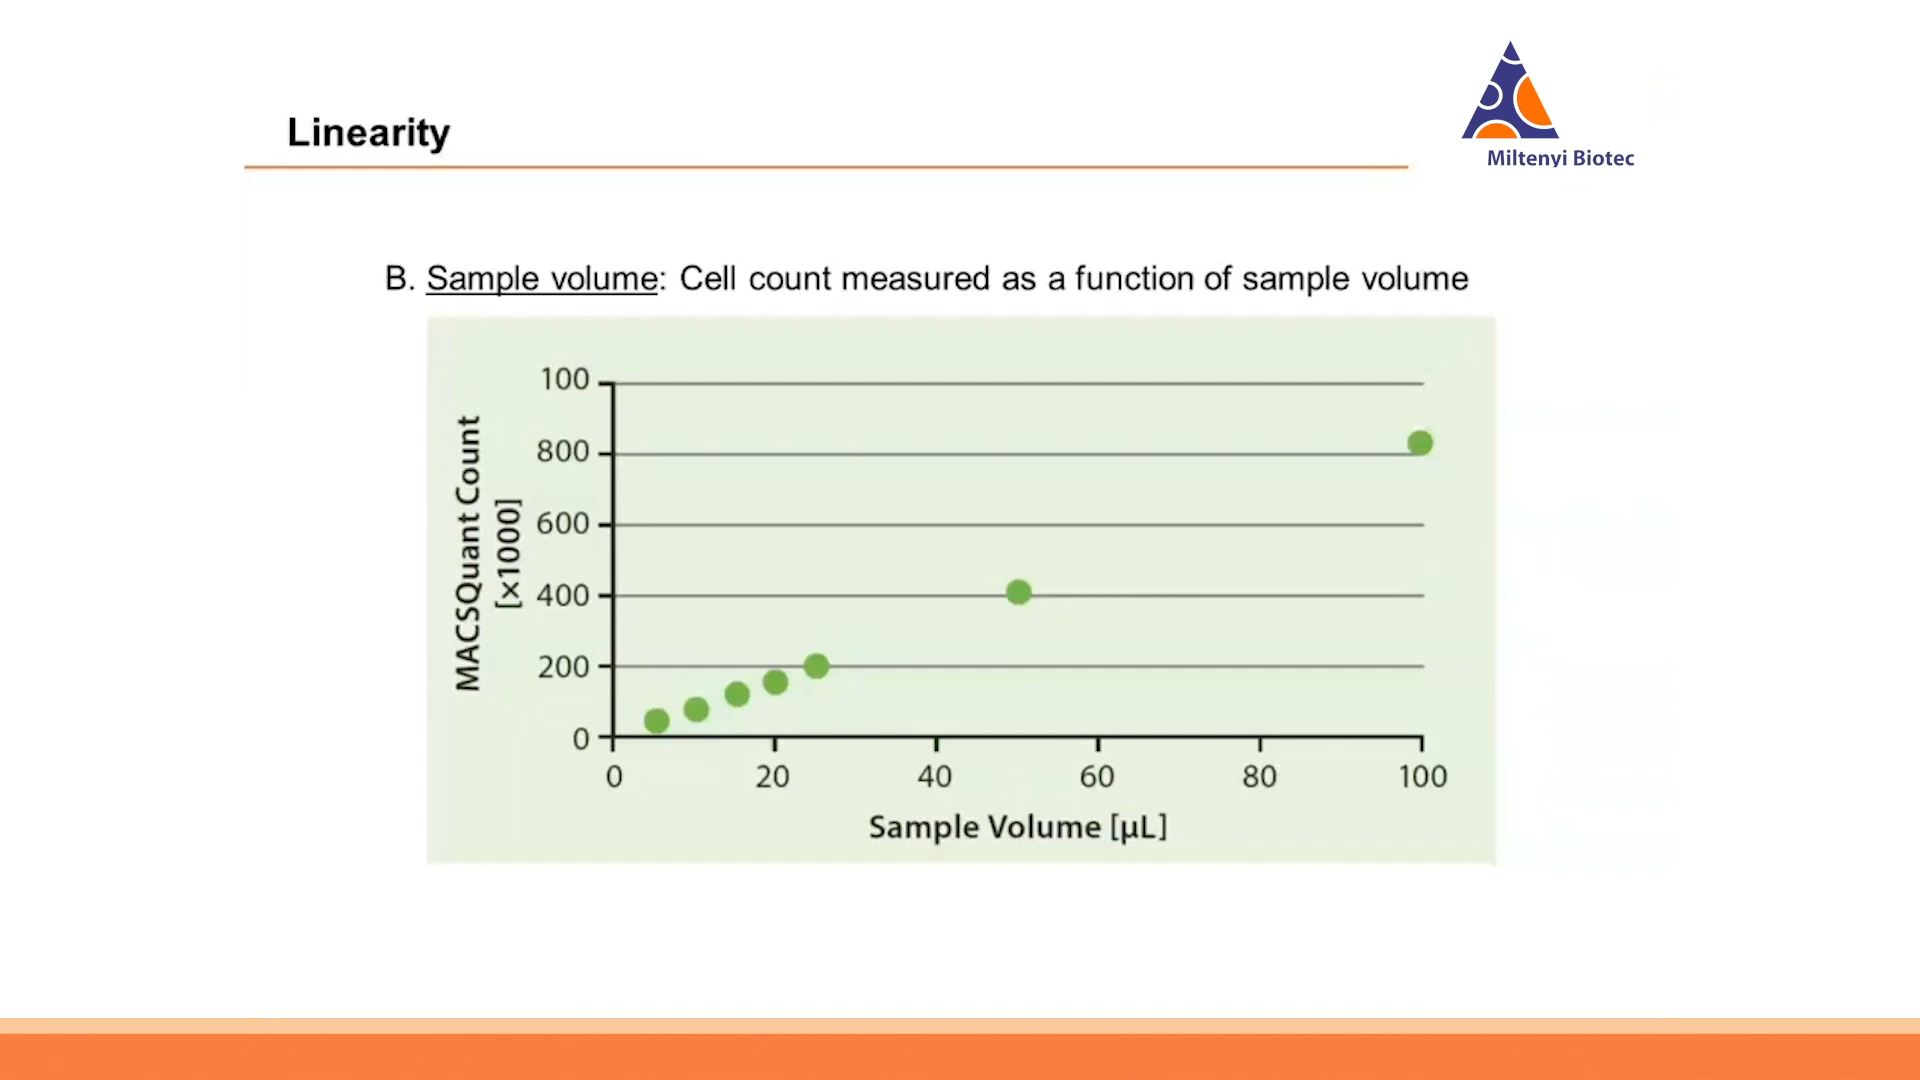 Linearity
Miltenyi Biotec
B. Sample volume: Cell count measured as a function of sample volume
MACSQuant Count
[x1000]
100
800
600
400
200
0
0 20 40 60 80 100
Sample Volume [µL]